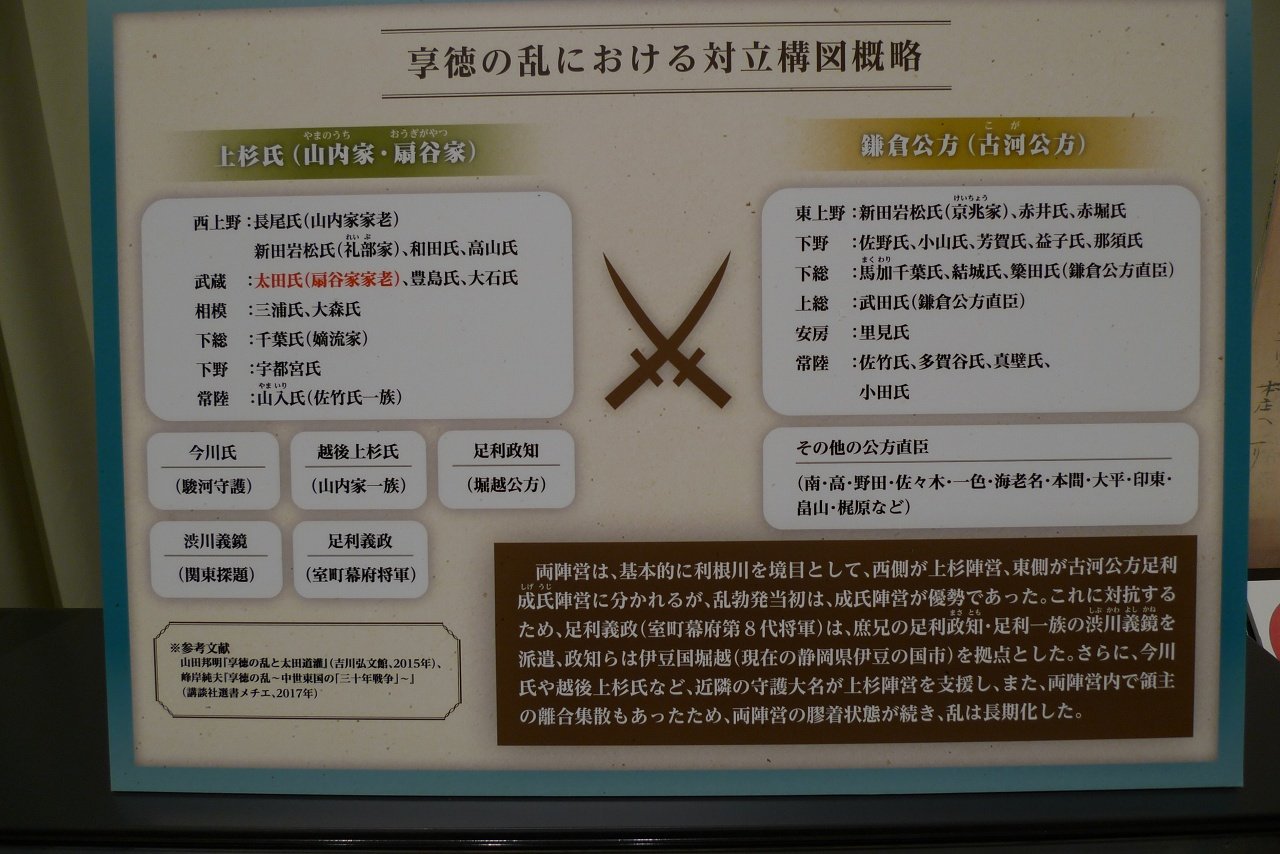 享徳の乱における対立構図概略
やまのうち おうぎがやつ
上杉氏(山内家・扇谷家)
西上野:長尾氏(山内家家老)
れいぶ
新田岩松氏(礼部家)、和田氏、高山氏
武蔵:太田氏(扇谷家家老)、豊島氏、大石氏
相模:三浦氏、大森氏
下総:千葉氏(嫡流家)
下野:宇都宮氏
やまいり
常陸:山入氏(佐竹氏一族)
今川氏
(駿河守護)
越後上杉氏
(山内家一族)
足利政知
(堀越公方)
渋川義鏡
(関東探題)
足利義政
(室町幕府将軍)
こが
鎌倉公方(古河公方)
けいちょう
東上野:新田岩松氏(京兆家)、赤井氏、赤堀氏
下野:佐野氏、小山氏、芳賀氏、益子氏、那須氏
まくわり
下総:馬加千葉氏、結城氏、簗田氏(鎌倉公方直臣)
上総:武田氏(鎌倉公方直臣)
安房:里見氏
常陸:佐竹氏、多賀谷氏、真壁氏、
小田氏
その他の公方直臣
(南・高・野田・佐々木・一色・海老名・本間・大平・印東・
畠山・梶原など)
両陣営は、基本的に利根川を境目として、西側が上杉陣営、東側が古河公方足利
しげうじ
成氏陣営に分かれるが、乱勃発当初は、成氏陣営が優勢であった。これに対抗する
まさとも しぶかわよしかね
ため、足利義政(室町幕府第8代将軍)は、庶兄の足利政知・足利一族の渋川義鏡を
派遣、政知らは伊豆国堀越(現在の静岡県伊豆の国市)を拠点とした。さらに、今川
氏や越後上杉氏など、近隣の守護大名が上杉陣営を支援し、また、両陣営内で領主
の離合集散もあったため、両陣営の膠着状態が続き、乱は長期化した。
※参考文献
山田邦明『享徳の乱と太田道灌』(吉川弘文館、2015年)、
峰岸純夫『享徳の乱~中世東国の「三十年戦争」~』
(講談社選書メチエ、2017年)